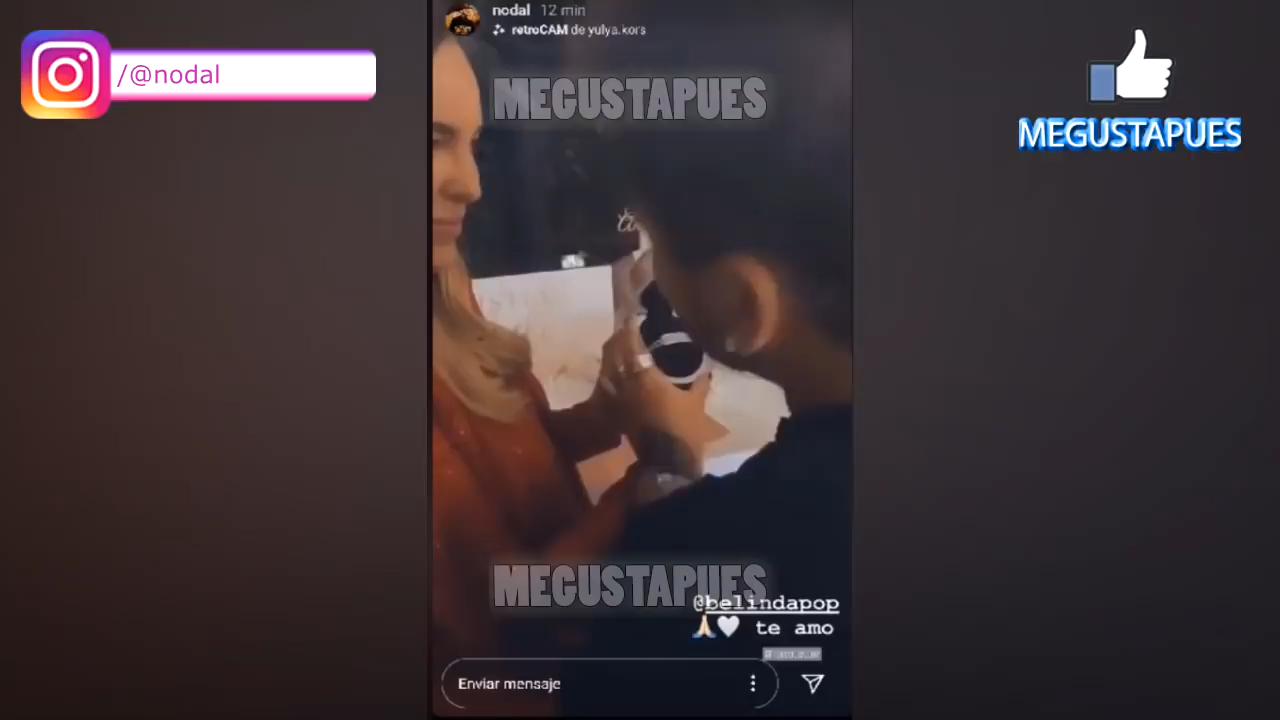 nodal 12 min
retroCAM de yulya.kors
/@nodal
MEGUSTAPUES
MEGUSTAPUES
MEGUSTAPUES
@belindapop
🙏🏻🤍 te amo
Enviar mensaje